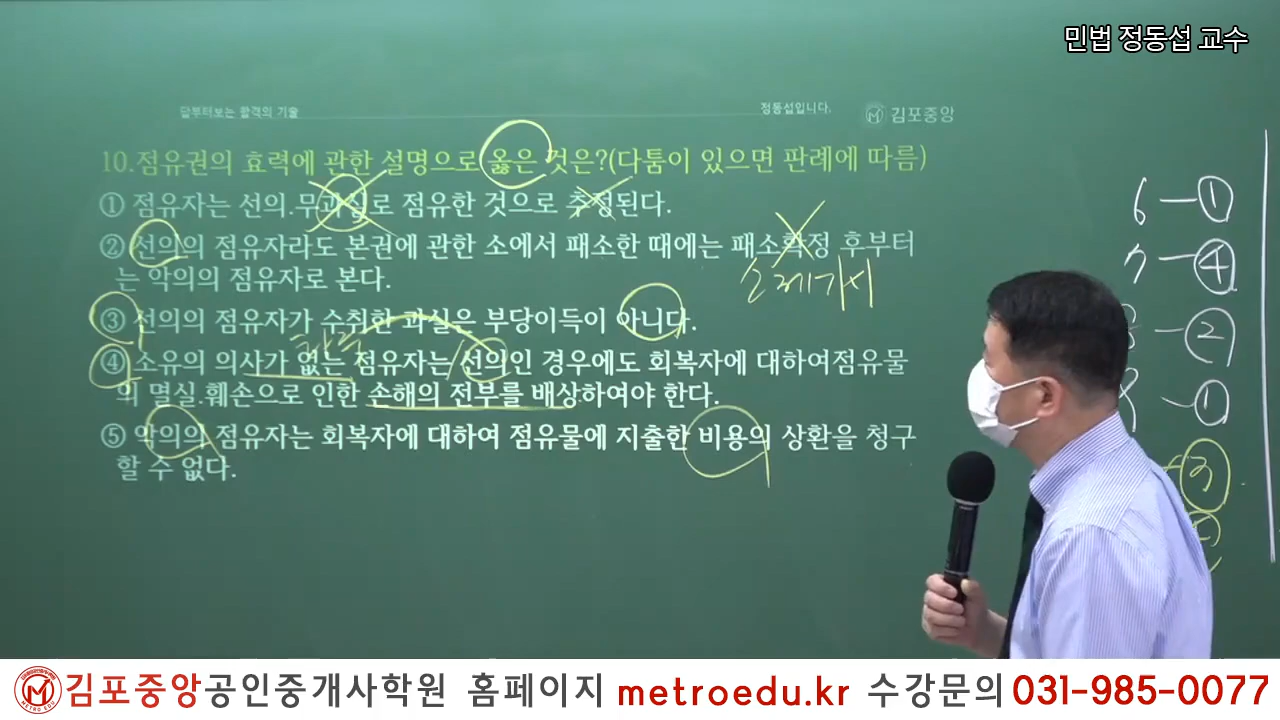 민법 정동섭 교수
답부터보는 합격의 기술
정동섭입니다.
김포중앙
10.점유권의 효력에 관한 설명으로 옳은 것은?(다툼이 있으면 판례에 따름)
① 점유자는 선의.무과실로 점유한 것으로 추정된다.
② 선의의 점유자라도 본권에 관한 소에서 패소한 때에는 패소확정 후부터
는 악의의 점유자로 본다.
소제기시
③ 선의의 점유자가 수취한 과실은 부당이득이 아니다.
④ 소유의 의사가 없는 점유자는 선의인 경우에도 회복자에 대하여점유물
의 멸실.훼손으로 인한 손해의 전부를 배상하여야 한다.
⑤ 악의의 점유자는 회복자에 대하여 점유물에 지출한 비용의 상환을 청구
할 수 없다.
6 - ①
7 - ④
8 - ②
9 - ①
- ③
김포중앙공인중개사학원 홈페이지 metroedu.kr 수강문의 031-985-0077
METRO EDU